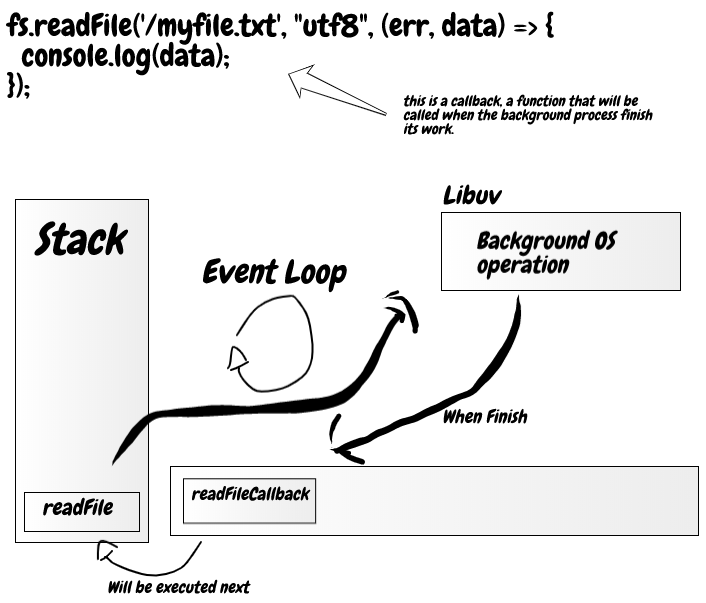 fs.readFile('/myfile.txt', "utf8", (err, data) => {
console.log(data);
});
this is a callback, a function that will be
called when the background process finish
its work.
Libuv
Stack
Background OS
operation
Event Loop
When Finish
readFileCallback
readFile
Will be executed next